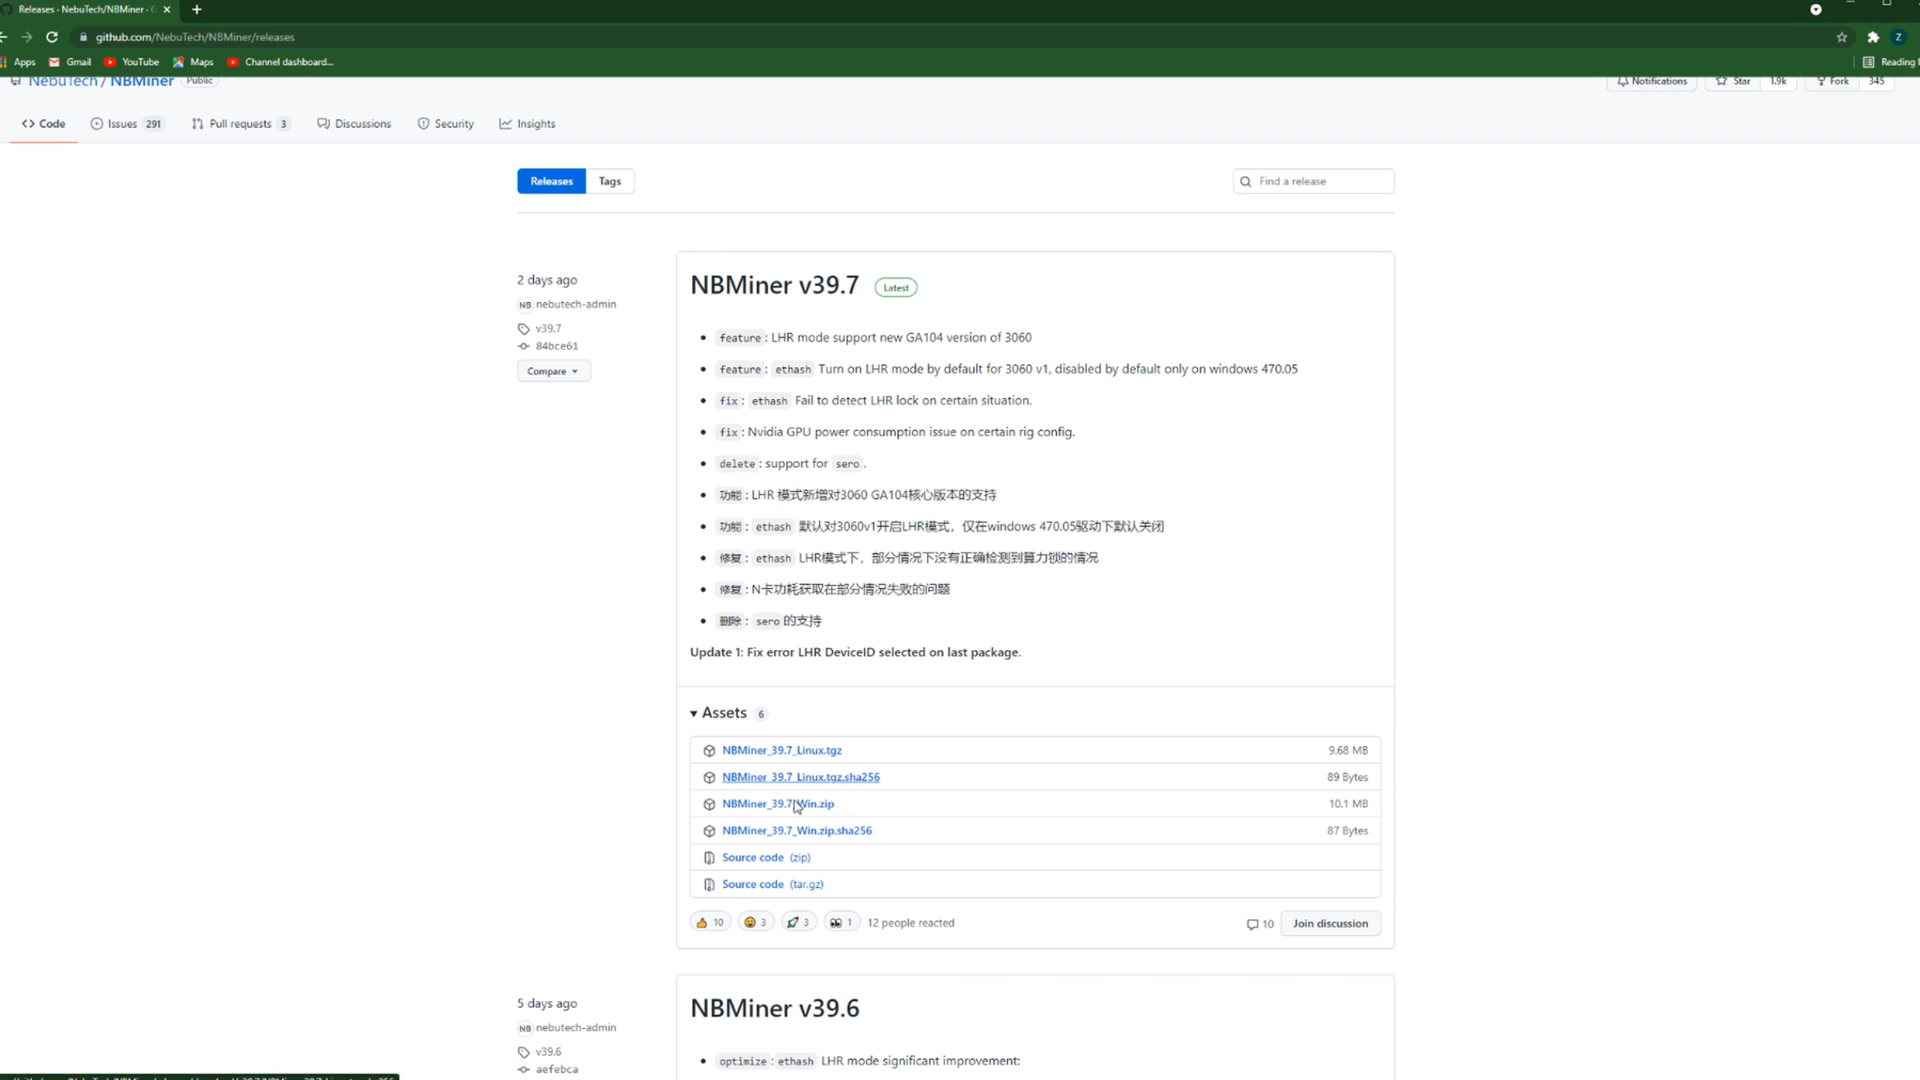 Releases · NebuTech/NBMiner ·
github.com/NebuTech/NBMiner/releases
Z
Apps Gmail YouTube Maps Channel dashboard...
Reading
NebuTech / NBMiner Public
Notifications Star 1.9k Fork 345
Code Issues 291 Pull requests 3 Discussions Security Insights
Releases Tags
Find a release
2 days ago
NB nebutech-admin
v39.7
84bce61
Compare
NBMiner v39.7 Latest
feature : LHR mode support new GA104 version of 3060
feature : ethash Turn on LHR mode by default for 3060 v1, disabled by default only on windows 470.05
fix : ethash Fail to detect LHR lock on certain situation.
fix : Nvidia GPU power consumption issue on certain rig config.
delete : support for sero .
功能 : LHR 模式新增对3060 GA104核心版本的支持
功能 : ethash 默认对3060v1开启LHR模式，仅在windows 470.05驱动下默认关闭
修复 : ethash LHR模式下，部分情况下没有正确检测到算力锁的情况
修复 : N卡功耗获取在部分情况失败的问题
删除 : sero 的支持
Update 1: Fix error LHR DeviceID selected on last package.
Assets 6
NBMiner_39.7_Linux.tgz 9.68 MB
NBMiner_39.7_Linux.tgz.sha256 89 Bytes
NBMiner_39.7_Win.zip 10.1 MB
NBMiner_39.7_Win.zip.sha256 87 Bytes
Source code (zip)
Source code (tar.gz)
10 3 3 1 12 people reacted
10 Join discussion
5 days ago
NB nebutech-admin
v39.6
aefebca
NBMiner v39.6
optimize : ethash LHR mode significant improvement: